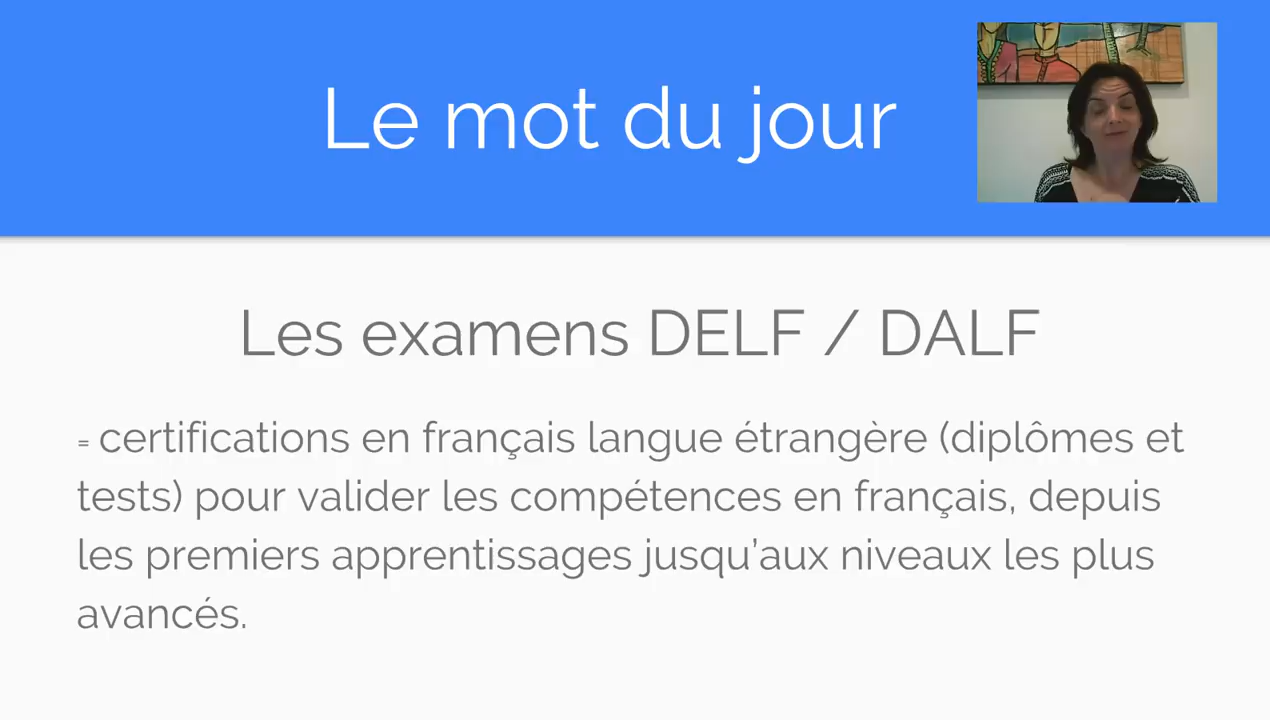 Le mot du jour
Les examens DELF / DALF
= certifications en français langue étrangère (diplômes et
tests) pour valider les compétences en français, depuis
les premiers apprentissages jusqu’aux niveaux les plus
avancés.